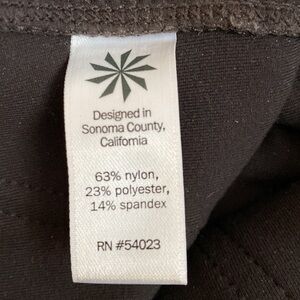 Designed in
Sonoma County,
California
63% nylon,
23% polyester,
14% spandex
RN #54023